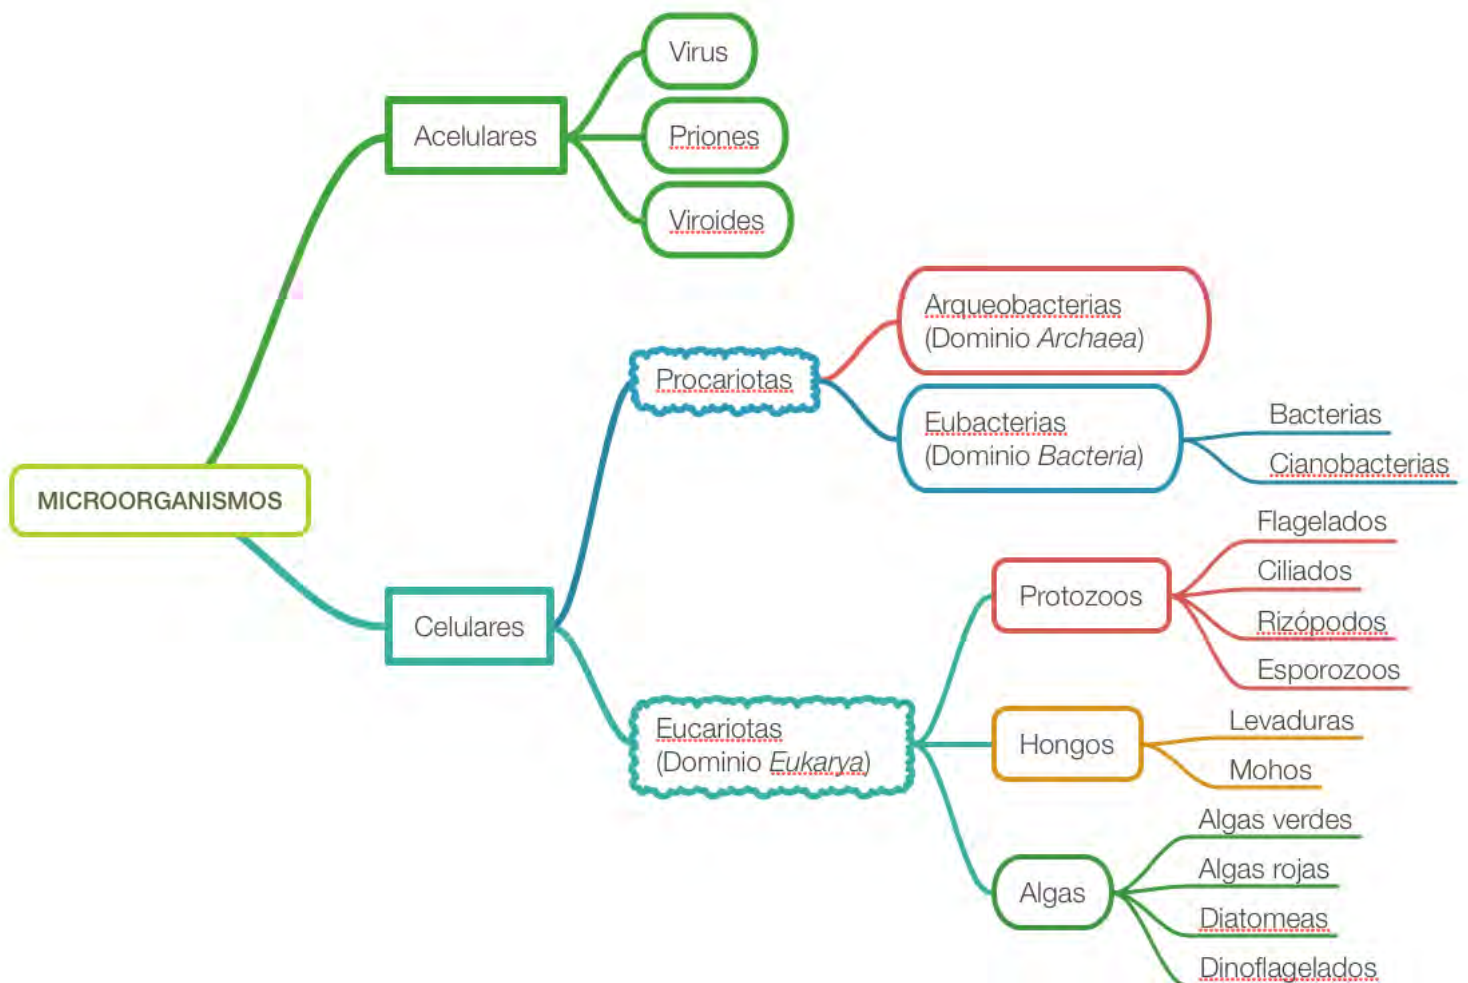 Virus
Acelulares
Priones
Viroides
Arqueobacterias
(Dominio Archaea)
Procariotas
Eubacterias
(Dominio Bacteria)
Bacterias
Cianobacterias
MICROORGANISMOS
Flagelados
Ciliados
Protozoos
Rizópodos
Celulares
Esporozoos
Eucariotas
(Dominio Eukarya)
Levaduras
Hongos
Mohos
Algas verdes
Algas rojas
Algas
Diatomeas
Dinoflagelados